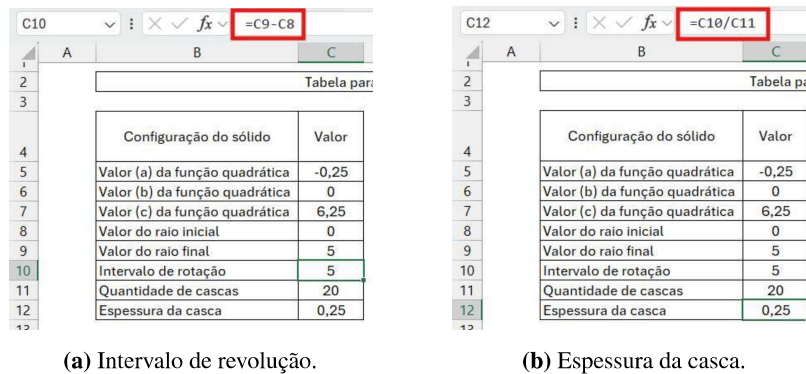 C10 fx =C9-C8
A B C
2 Tabela par
3
4 Configuração do sólido Valor
5 Valor (a) da função quadrática -0,25
6 Valor (b) da função quadrática 0
7 Valor (c) da função quadrática 6,25
8 Valor do raio inicial 0
9 Valor do raio final 5
10 Intervalo de rotação 5
11 Quantidade de cascas 20
12 Espessura da casca 0,25
(a) Intervalo de revolução.
C12 fx =C10/C11
A B C
2 Tabela pa
3
4 Configuração do sólido Valor
5 Valor (a) da função quadrática -0,25
6 Valor (b) da função quadrática 0
7 Valor (c) da função quadrática 6,25
8 Valor do raio inicial 0
9 Valor do raio final 5
10 Intervalo de rotação 5
11 Quantidade de cascas 20
12 Espessura da casca 0,25
(b) Espessura da casca.